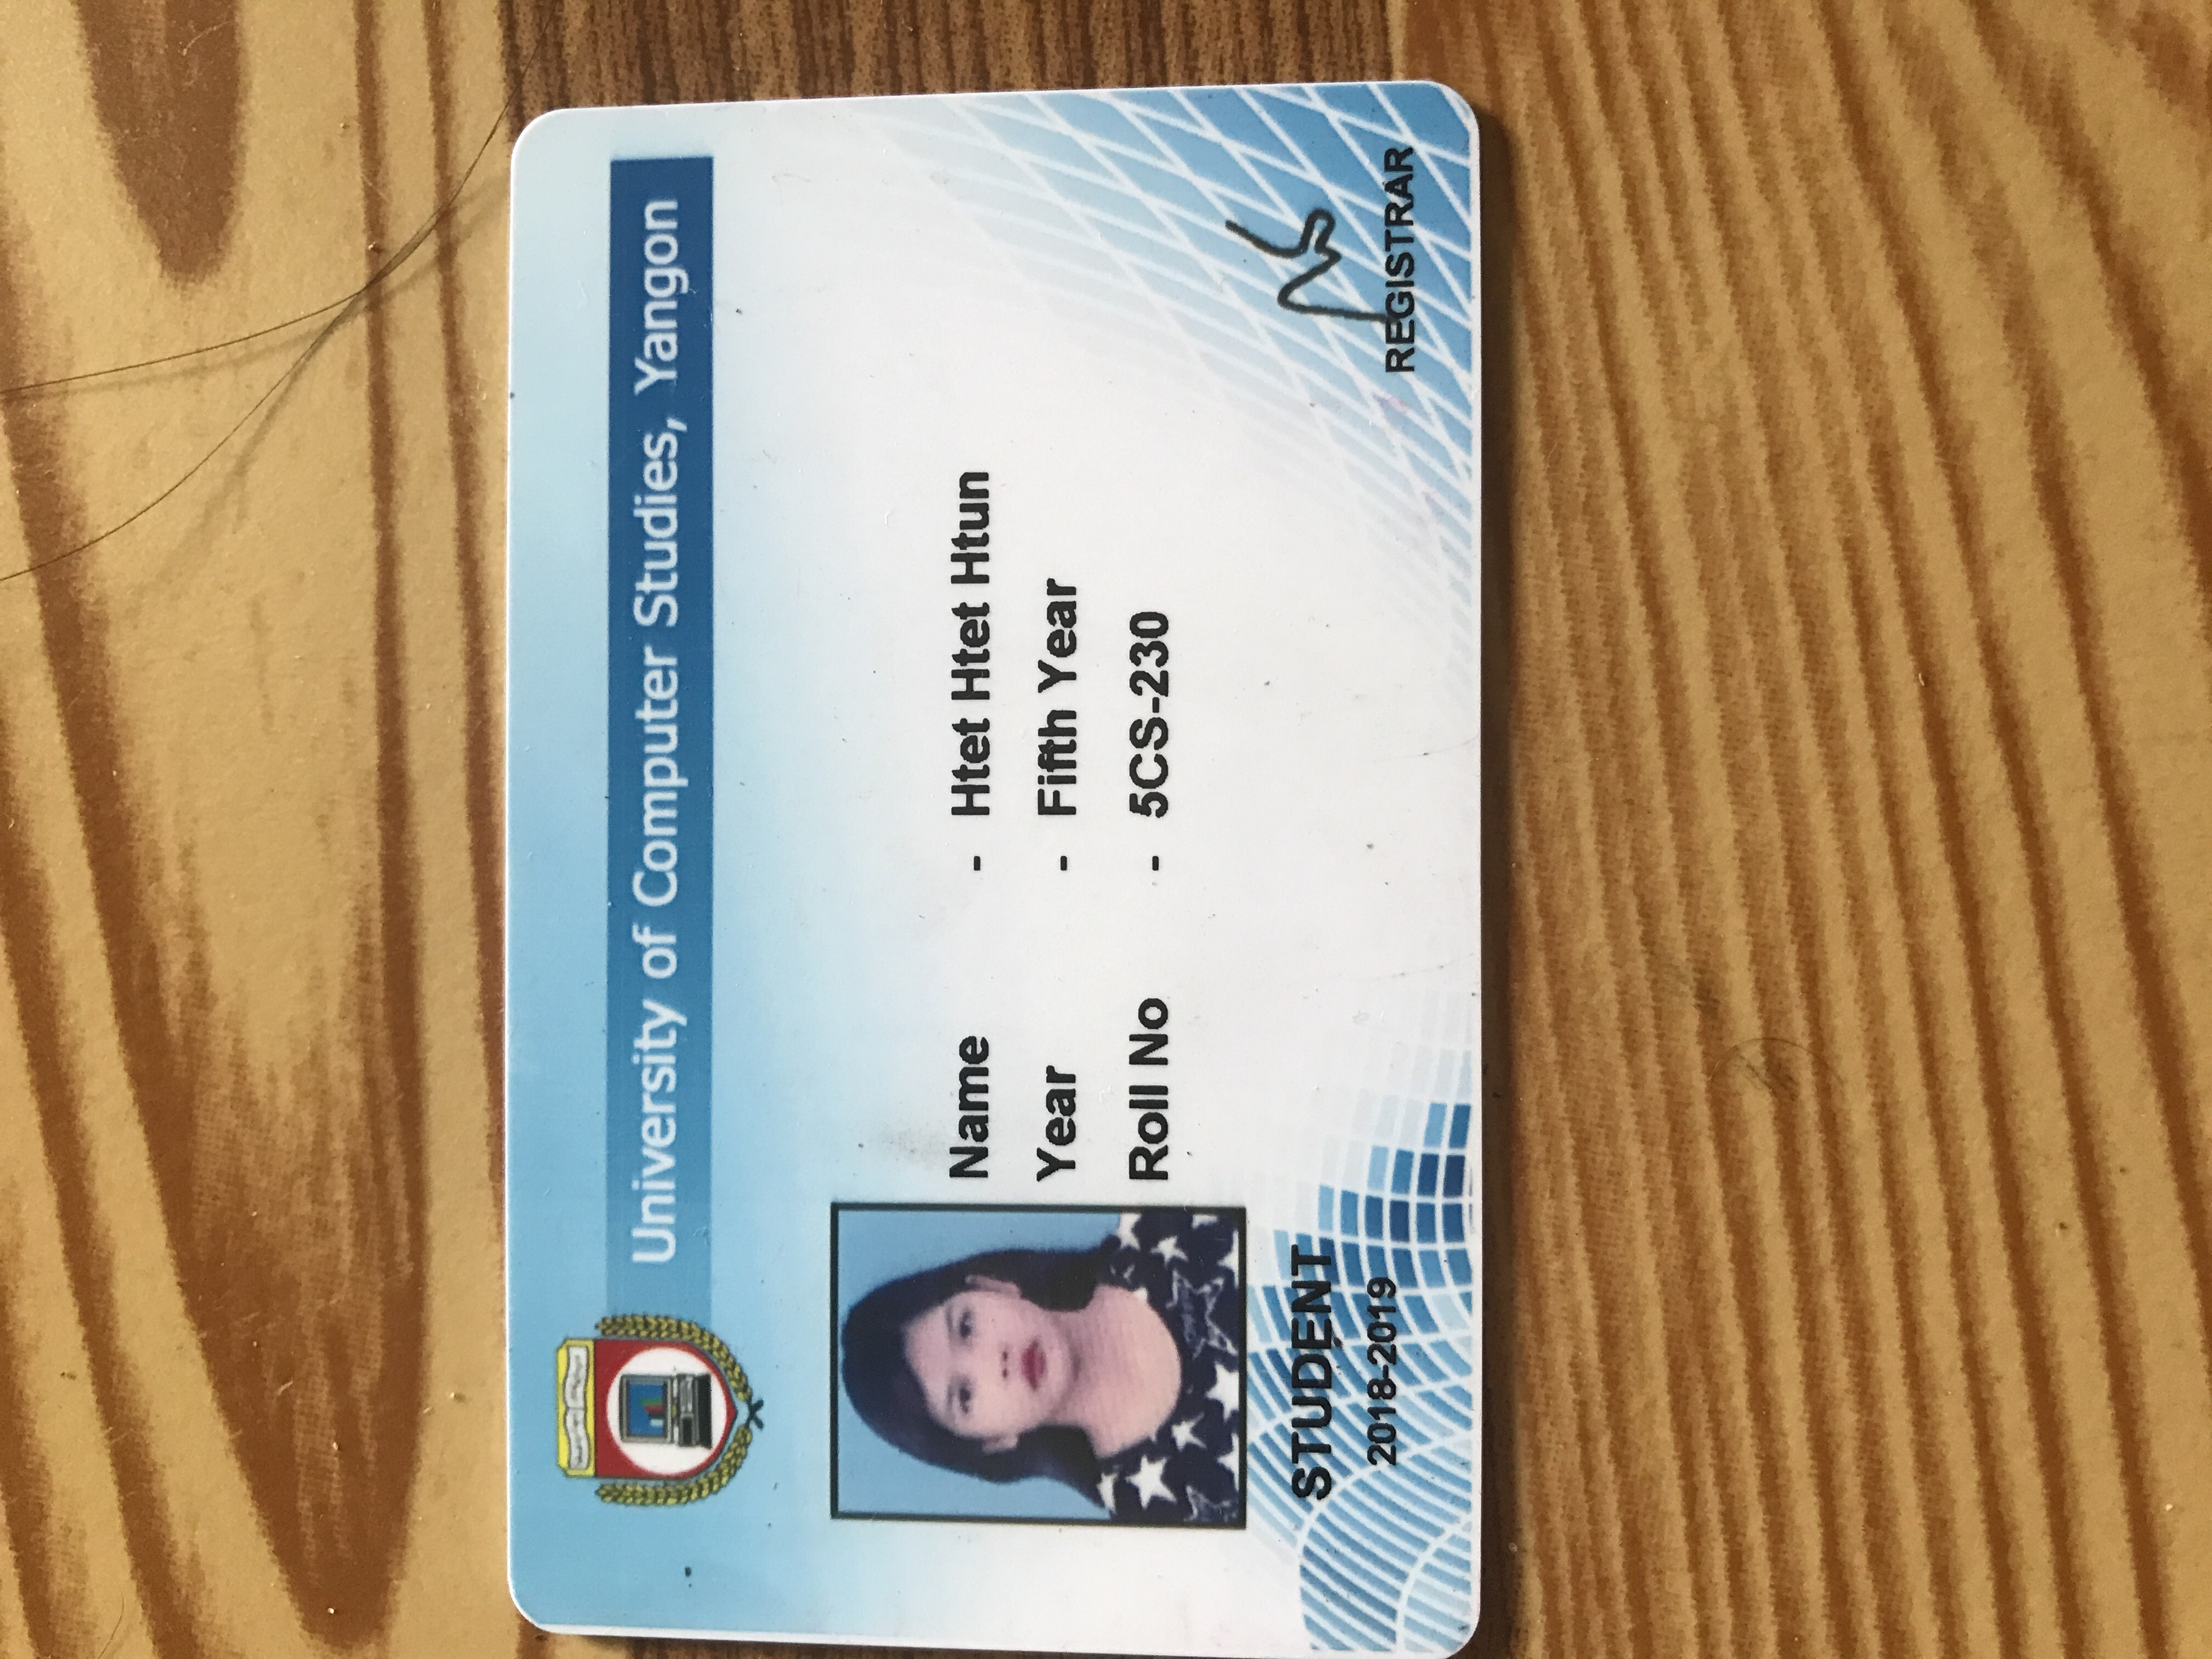 University of Computer Studies, Yangon
Name - Htet Htet Htun
Year - Fifth Year
Roll No - 5CS-230
STUDENT
2018-2019
REGISTRAR